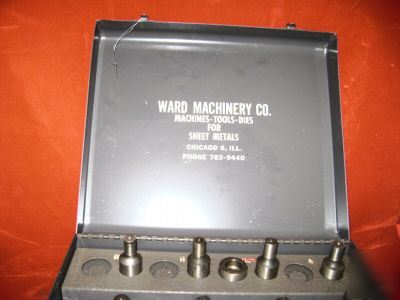 WARD MACHINERY CO.
MACHINES-TOOLS-DIES
FOR
SHEET METALS
CHICAGO 6, ILL.
PHONE 782-9440